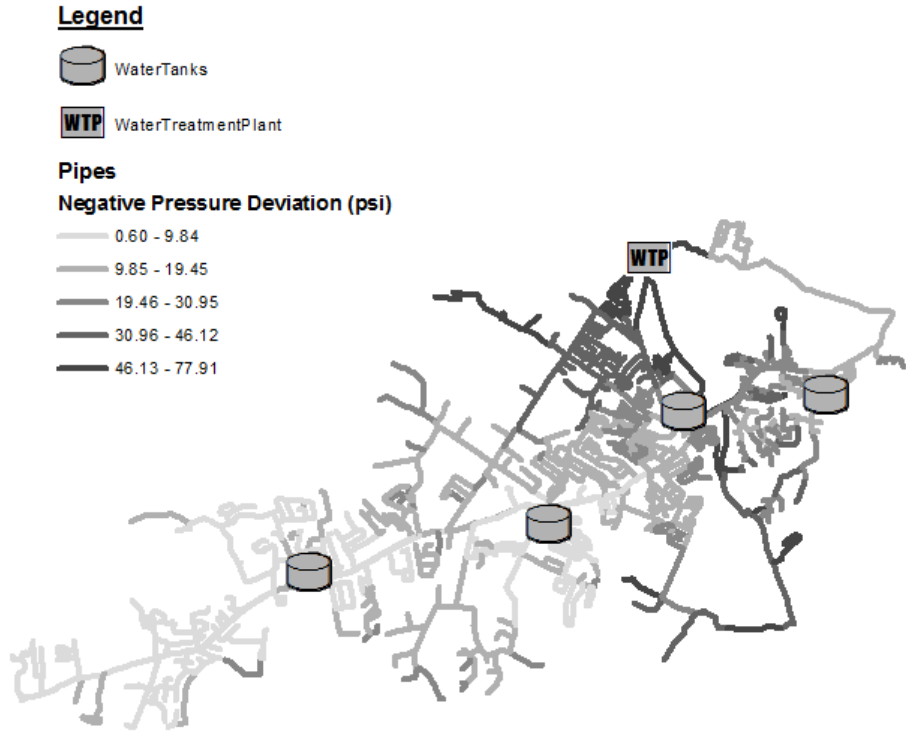 Legend
WaterTanks
WTP WaterTreatmentPlant
Pipes
Negative Pressure Deviation (psi)
0.60 - 9.84
9.85 - 19.45
19.46 - 30.95
30.96 - 46.12
46.13 - 77.91
WTP